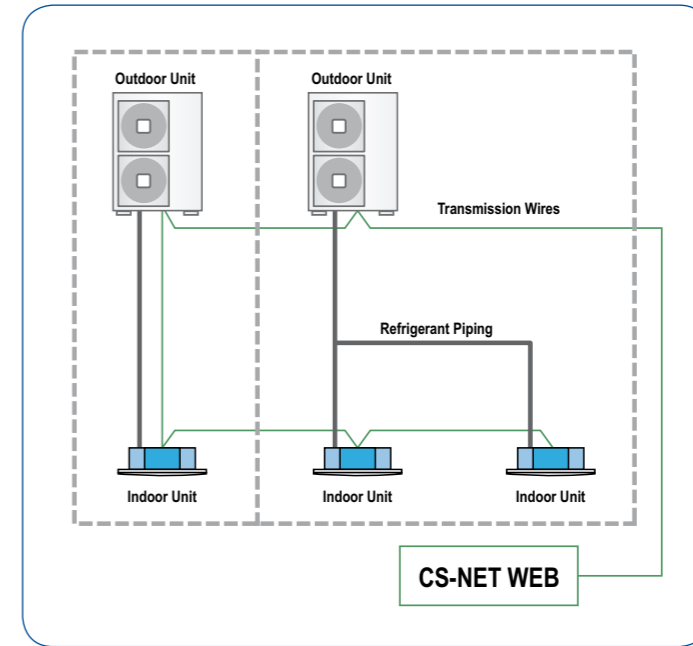 Outdoor Unit
Outdoor Unit
Transmission Wires
Refrigerant Piping
Indoor Unit
Indoor Unit
Indoor Unit
CS-NET WEB